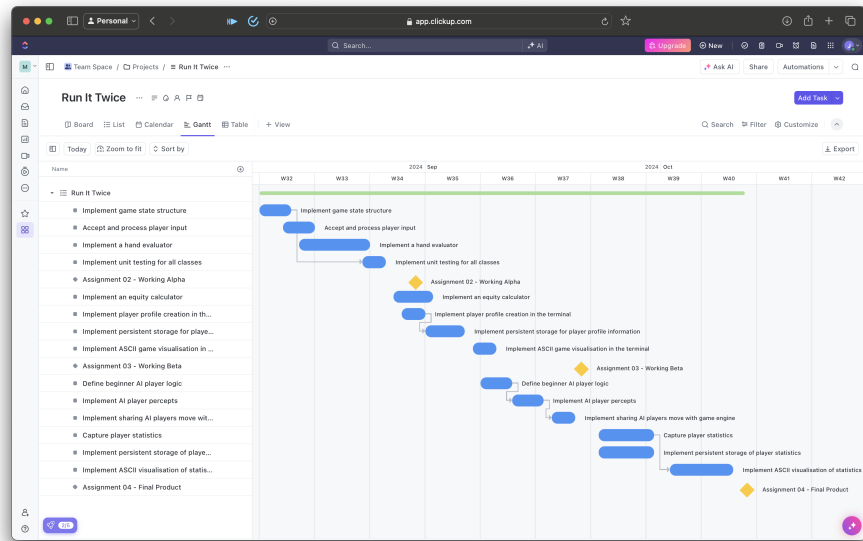 Personal
app.clickup.com
Search...
AI
Upgrade
New
M
Team Space / Projects / Run It Twice ...
Ask AI
Share
Automations
Run It Twice
Add Task
Board
List
Calendar
Gantt
Table
+ View
Search
Filter
Customize
Today
Zoom to fit
Sort by
Export
Name
2024 Sep
2024 Oct
W32
W33
W34
W35
W36
W37
W38
W39
W40
W41
W42
Run It Twice
Implement game state structure
Implement game state structure
Accept and process player input
Accept and process player input
Implement a hand evaluator
Implement a hand evaluator
Implement unit testing for all classes
Implement unit testing for all classes
Assignment 02 - Working Alpha
Assignment 02 - Working Alpha
Implement an equity calculator
Implement an equity calculator
Implement player profile creation in th...
Implement player profile creation in the terminal
Implement persistent storage for playe...
Implement persistent storage for player profile information
Implement ASCII game visualisation in ...
Implement ASCII game visualisation in the terminal
Assignment 03 - Working Beta
Assignment 03 - Working Beta
Define beginner AI player logic
Define beginner AI player logic
Implement AI player percepts
Implement AI player percepts
Implement sharing AI players move wit...
Implement sharing AI players move with game engine
Capture player statistics
Capture player statistics
Implement persistent storage of playe...
Implement persistent storage of player statistics
Implement ASCII visualisation of statis...
Implement ASCII visualisation of statistics
Assignment 04 - Final Product
Assignment 04 - Final Product